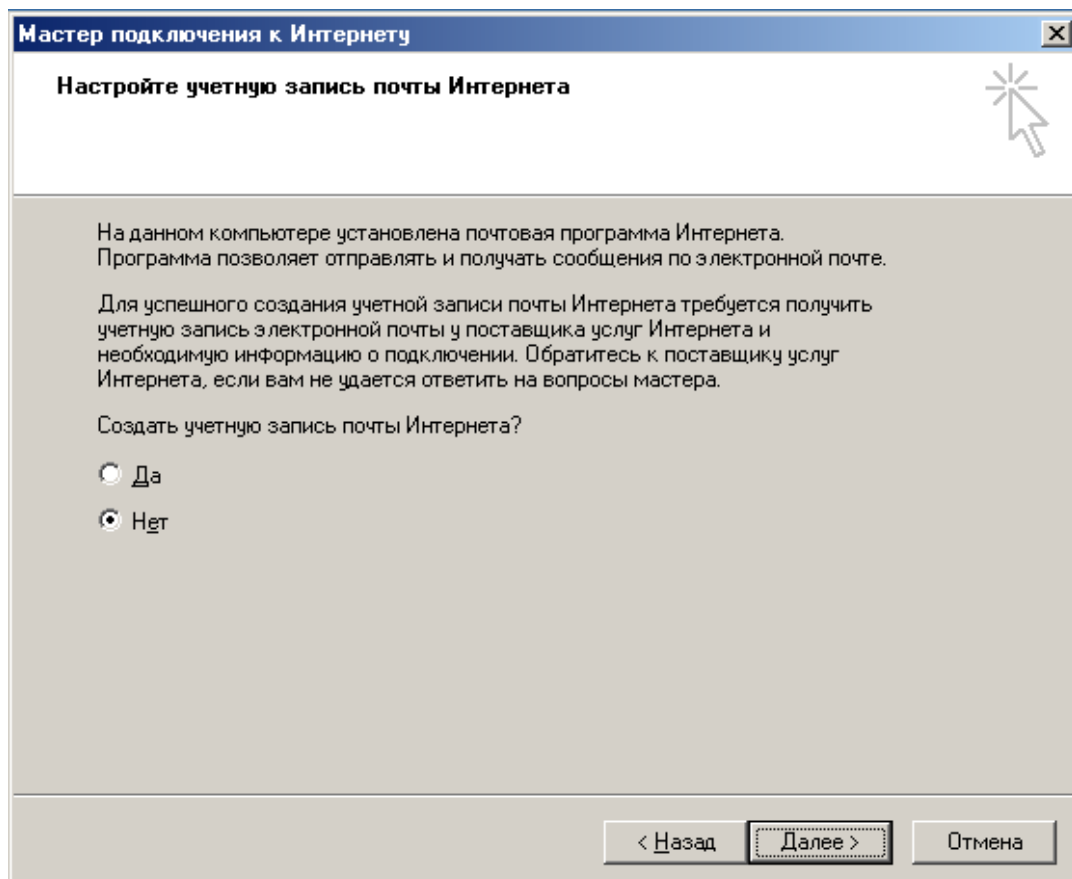 Мастер подключения к Интернету
Настройте учетную запись почты Интернета
На данном компьютере установлена почтовая программа Интернета.
Программа позволяет отправлять и получать сообщения по электронной почте.
Для успешного создания учетной записи почты Интернета требуется получить
учетную запись электронной почты у поставщика услуг Интернета и
необходимую информацию о подключении. Обратитесь к поставщику услуг
Интернета, если вам не удается ответить на вопросы мастера.
Создать учетную запись почты Интернета?
Да
Нет
< Назад
Далее >
Отмена